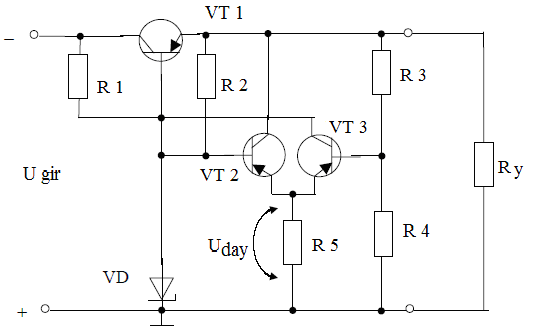 VT 1
–
R 1
R 2
R 3
VT 3
U gir
VT 2
R y
U day
R 5
R 4
VD
+